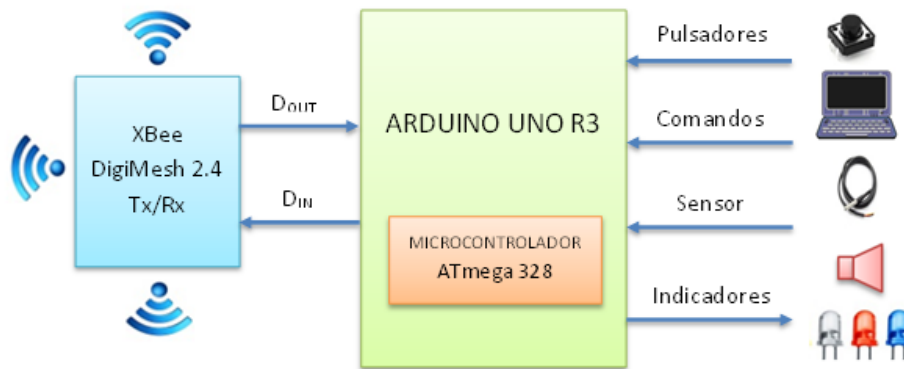 XBee
DigiMesh 2.4
Tx/Rx
DOUT
DIN
ARDUINO UNO R3
MICROCONTROLADOR
ATmega 328
Pulsadores
Comandos
Sensor
Indicadores